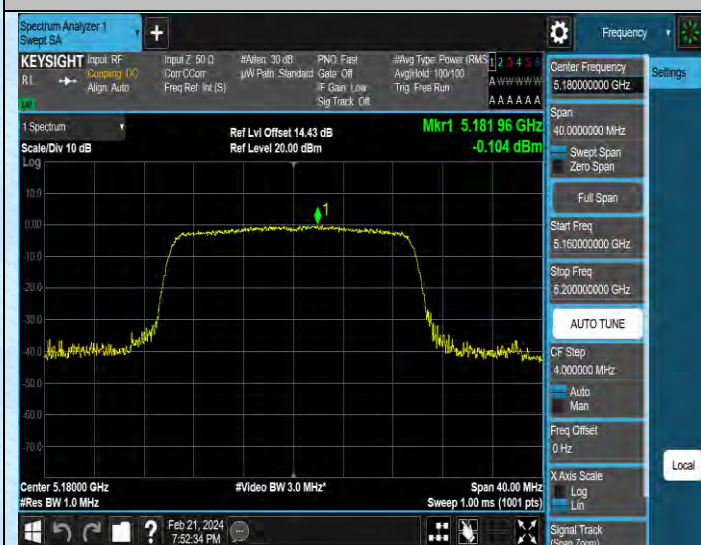 Spectrum Analyzer 1
Swept SA
+
Frequency
KEYSIGHT
Input: RF
Coupling: DC
Align: Auto
Input Z: 50 Ω
Corr CCorr
Freq Ref: Int (S)
#Atten: 30 dB
µW Path: Standard
PNO: Fast
Gate: Off
IF Gain: Low
Sig Track: Off
#Avg Type: Power (RMS
Avg|Hold: 100/100
Trig: Free Run
1 2 3 4 5 6
A W W W W W
A A A A A A
Center Frequency
5.180000000 GHz
Settings
Span
40.0000000 MHz
Swept Span
Zero Span
Full Span
Start Freq
5.160000000 GHz
Stop Freq
5.200000000 GHz
AUTO TUNE
CF Step
4.000000 MHz
Auto
Man
Freq Offset
0 Hz
X Axis Scale
Log
Lin
Signal Track
(Span Zoom)
Local
1 Spectrum
Scale/Div 10 dB
Log
Ref Lvl Offset 14.43 dB
Ref Level 20.00 dBm
Mkr1 5.181 96 GHz
-0.104 dBm
1
10.0
0.00
-10.0
-20.0
-30.0
-40.0
-50.0
-60.0
-70.0
Center 5.18000 GHz
#Res BW 1.0 MHz
#Video BW 3.0 MHz*
Span 40.00 MHz
Sweep 1.00 ms (1001 pts)
?
Feb 21, 2024
7:52:34 PM